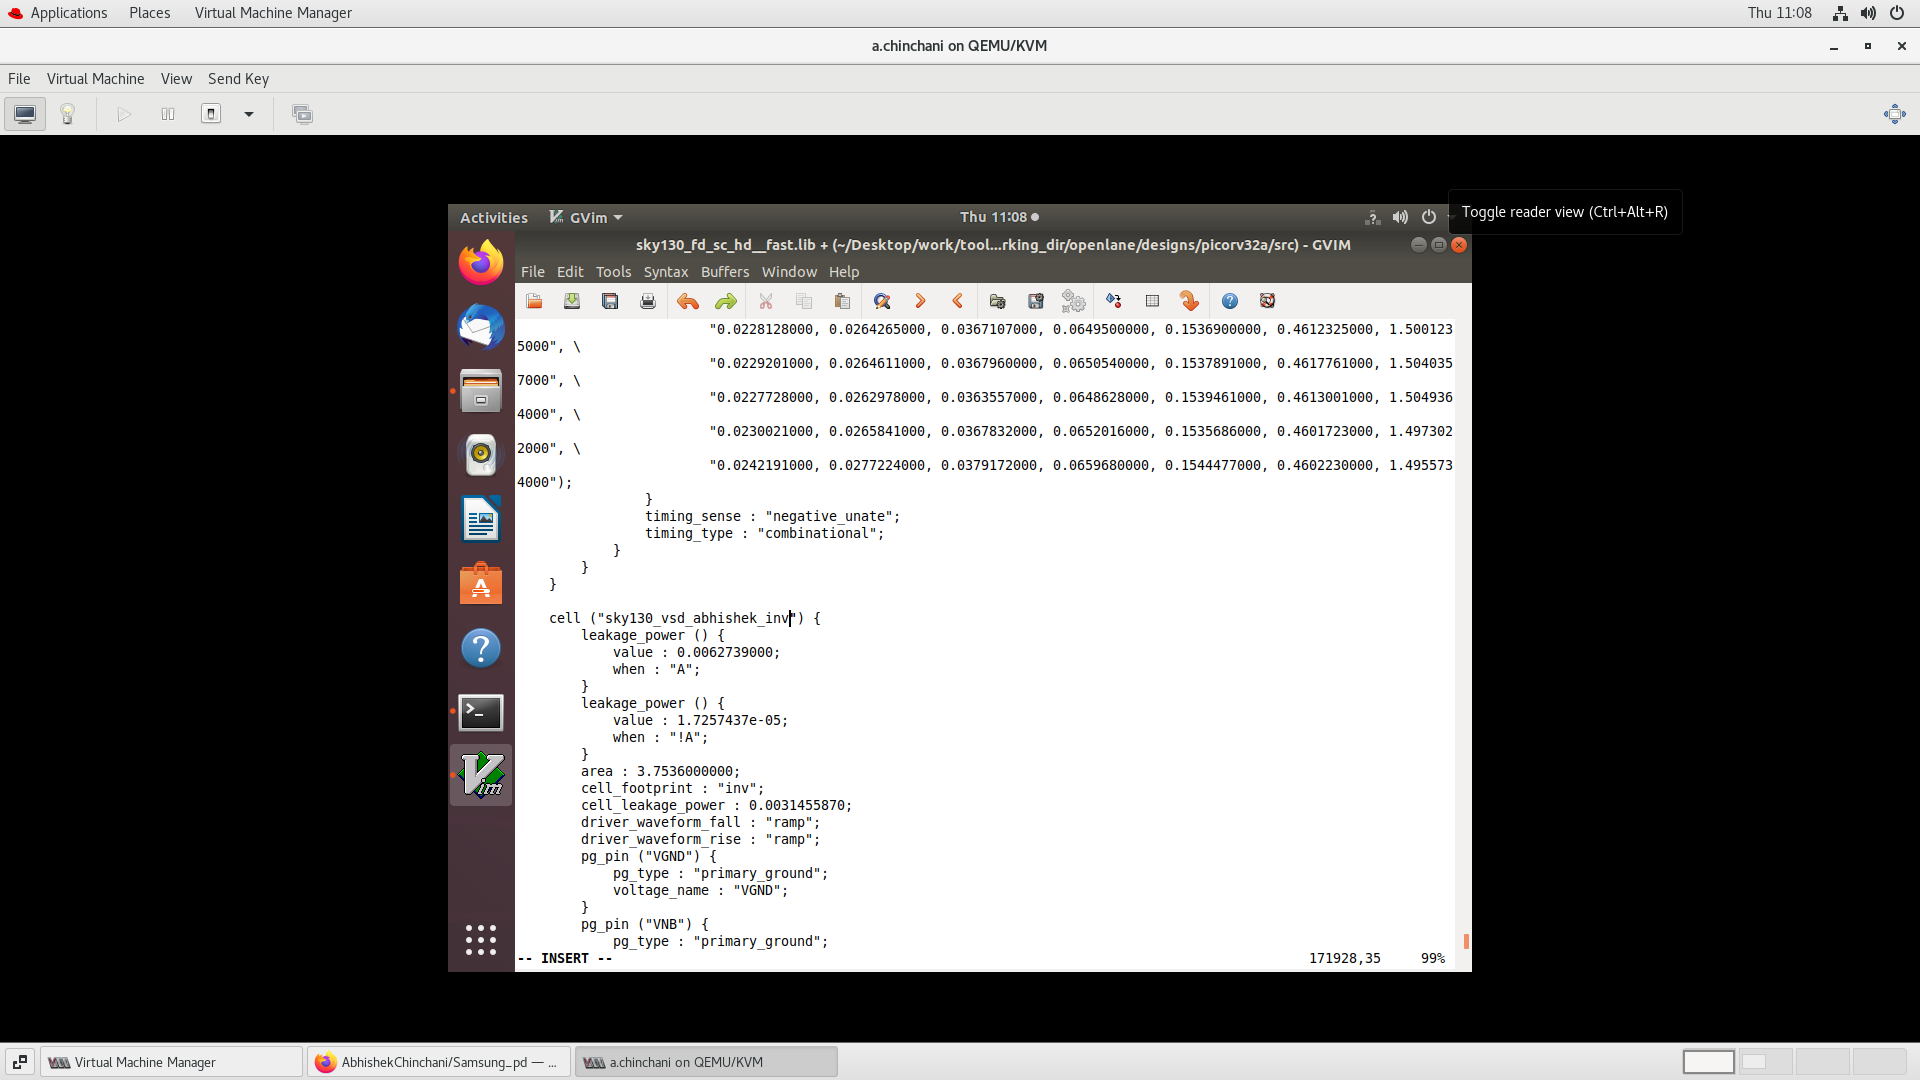 Applications Places Virtual Machine Manager Thu 11:08
a.chinchani on QEMU/KVM
File Virtual Machine View Send Key
Activities GVim Thu 11:08
Toggle reader view (Ctrl+Alt+R)
sky130_fd_sc_hd__fast.lib + (~/Desktop/work/tool...rking_dir/openlane/designs/picorv32a/src) - GVIM
File Edit Tools Syntax Buffers Window Help
"0.0228128000, 0.0264265000, 0.0367107000, 0.0649500000, 0.1536900000, 0.4612325000, 1.500123
5000", \
"0.0229201000, 0.0264611000, 0.0367960000, 0.0650540000, 0.1537891000, 0.4617761000, 1.504035
7000", \
"0.0227728000, 0.0262978000, 0.0363557000, 0.0648628000, 0.1539461000, 0.4613001000, 1.504936
4000", \
"0.0230021000, 0.0265841000, 0.0367832000, 0.0652016000, 0.1535686000, 0.4601723000, 1.497302
2000", \
"0.0242191000, 0.0277224000, 0.0379172000, 0.0659680000, 0.1544477000, 0.4602230000, 1.495573
4000");
}
timing_sense : "negative_unate";
timing_type : "combinational";
}
}
}
cell ("sky130_vsd_abhishek_inv") {
leakage_power () {
value : 0.0062739000;
when : "A";
}
leakage_power () {
value : 1.7257437e-05;
when : "!A";
}
area : 3.7536000000;
cell_footprint : "inv";
cell_leakage_power : 0.0031455870;
driver_waveform_fall : "ramp";
driver_waveform_rise : "ramp";
pg_pin ("VGND") {
pg_type : "primary_ground";
voltage_name : "VGND";
}
pg_pin ("VNB") {
pg_type : "primary_ground";
-- INSERT -- 171928,35 99%
Virtual Machine Manager AbhishekChinchani/Samsung_pd — ... a.chinchani on QEMU/KVM